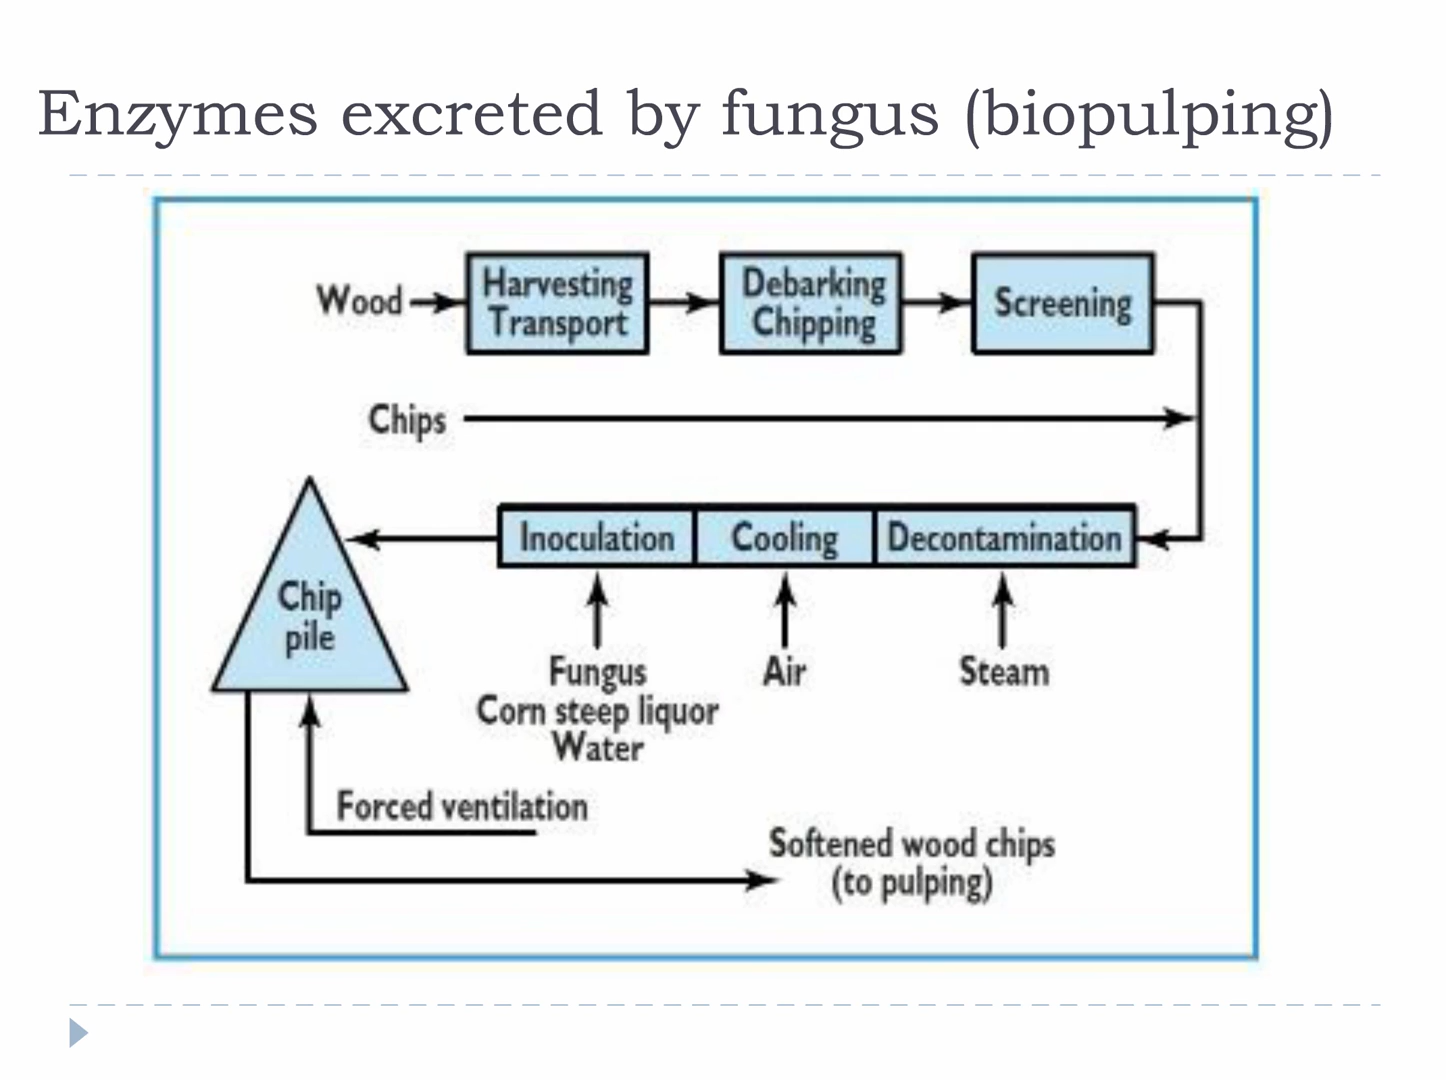 Enzymes excreted by fungus (biopulping)
Wood
Harvesting
Transport
Debarking
Chipping
Screening
Chips
Inoculation
Cooling
Decontamination
Chip
pile
Fungus
Corn steep liquor
Water
Air
Steam
Forced ventilation
Softened wood chips
(to pulping)